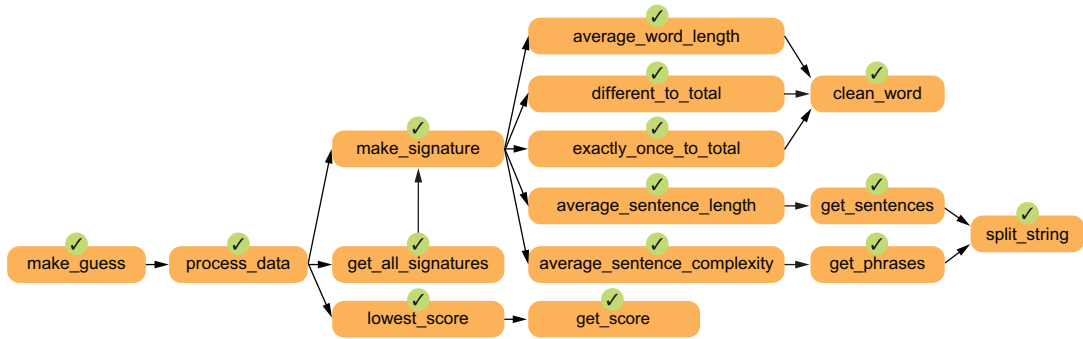 average_word_length
different_to_total
clean_word
make_signature
exactly_once_to_total
average_sentence_length
get_sentences
split_string
make_guess
process_data
get_all_signatures
average_sentence_complexity
get_phrases
lowest_score
get_score